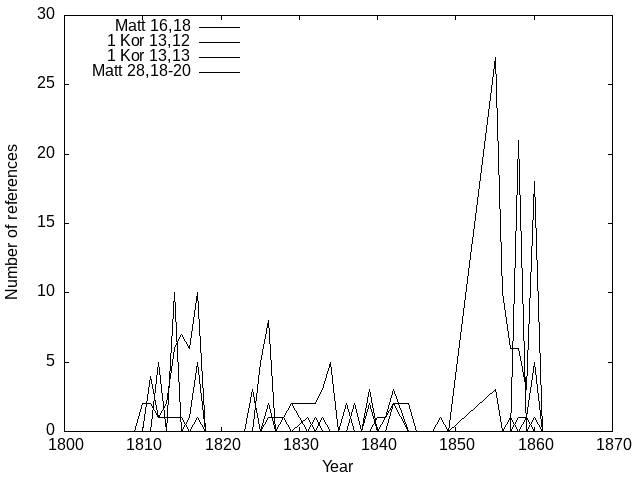 30
25
20
15
10
5
0
Number of references
Matt 16,18
1 Kor 13,12
1 Kor 13,13
Matt 28,18-20
1800 1810 1820 1830 1840 1850 1860 1870
Year